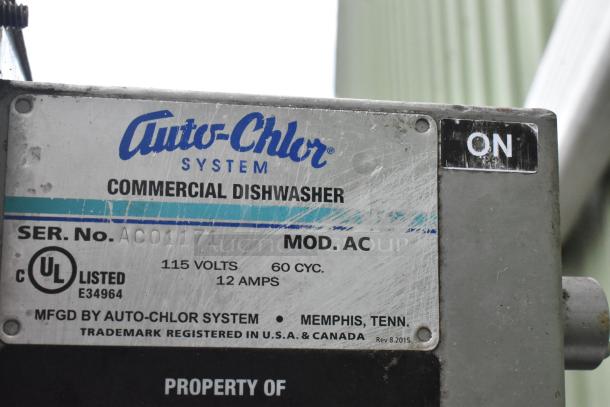 Auto-Chlor®
SYSTEM
ON
COMMERCIAL DISHWASHER
SER. No. MOD. AC
C UL LISTED
E34964
115 VOLTS 60 CYC.
12 AMPS
MFGD BY AUTO-CHLOR SYSTEM • MEMPHIS, TENN.
TRADEMARK REGISTERED IN U.S.A. & CANADA Rev 8.2015
PROPERTY OF